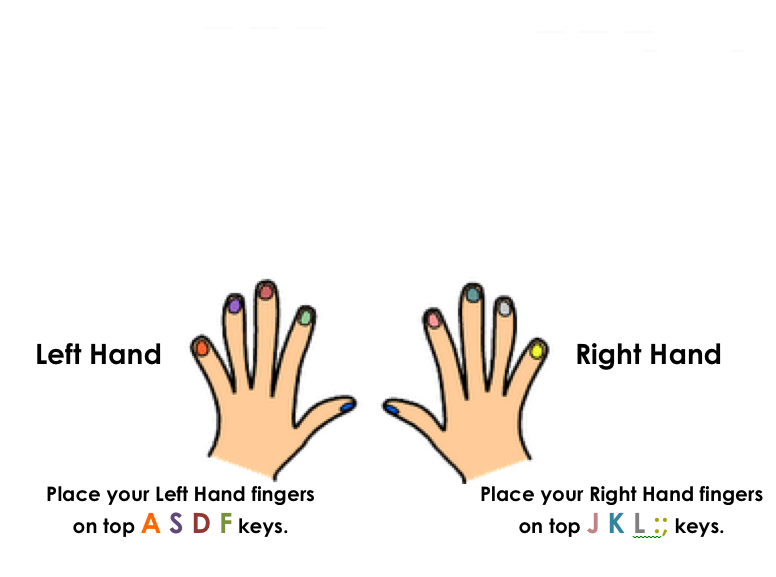 Left Hand
Right Hand
Place your Left Hand fingers
on top A S D F keys.
Place your Right Hand fingers
on top J K L :; keys.